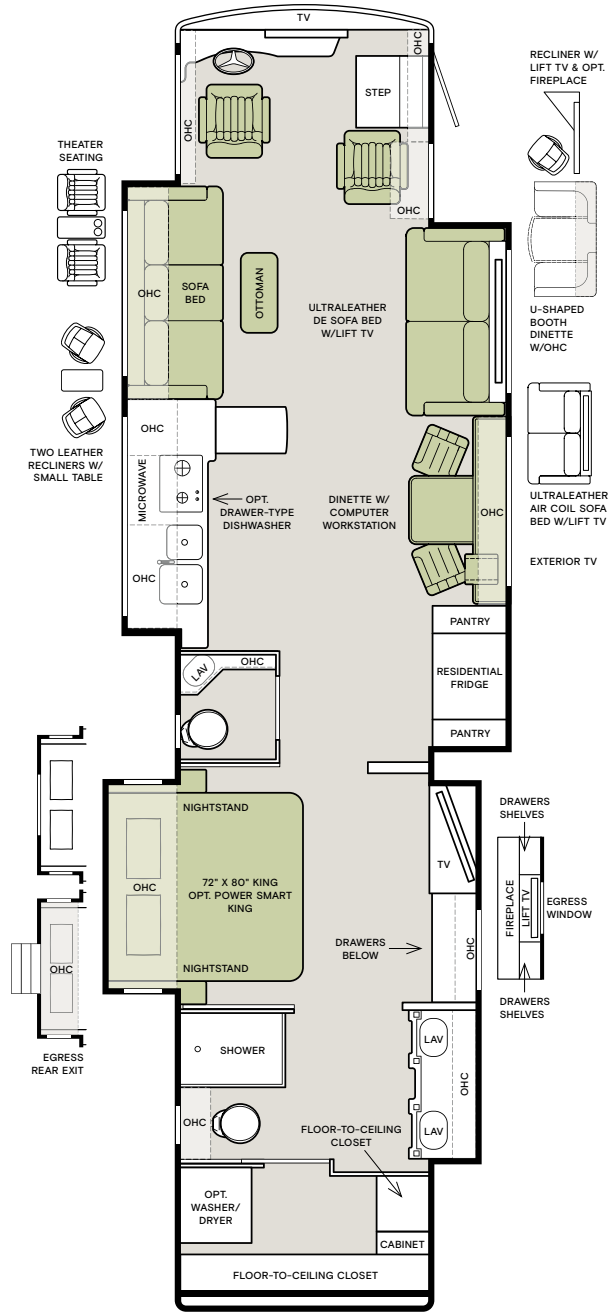 TV
OHC
STEP
OHC
OHC
RECLINER W/
LIFT TV & OPT.
FIREPLACE
THEATER
SEATING
OHC
SOFA
BED
OTTOMAN
ULTRALEATHER
DE SOFA BED
W/LIFT TV
U-SHAPED
BOOTH
DINETTE
W/OHC
TWO LEATHER
RECLINERS W/
SMALL TABLE
OHC
MICROWAVE
OPT.
DRAWER-TYPE
DISHWASHER
OHC
DINETTE W/
COMPUTER
WORKSTATION
OHC
ULTRALEATHER
AIR COIL SOFA
BED W/LIFT TV
EXTERIOR TV
PANTRY
RESIDENTIAL
FRIDGE
PANTRY
LAV
OHC
NIGHTSTAND
OHC
72" X 80" KING
OPT. POWER SMART
KING
NIGHTSTAND
TV
DRAWERS
BELOW
OHC
DRAWERS
SHELVES
FIREPLACE
LIFT TV
EGRESS
WINDOW
DRAWERS
SHELVES
OHC
EGRESS
REAR EXIT
SHOWER
LAV
OHC
LAV
OHC
FLOOR-TO-CEILING
CLOSET
OPT.
WASHER/
DRYER
CABINET
FLOOR-TO-CEILING CLOSET